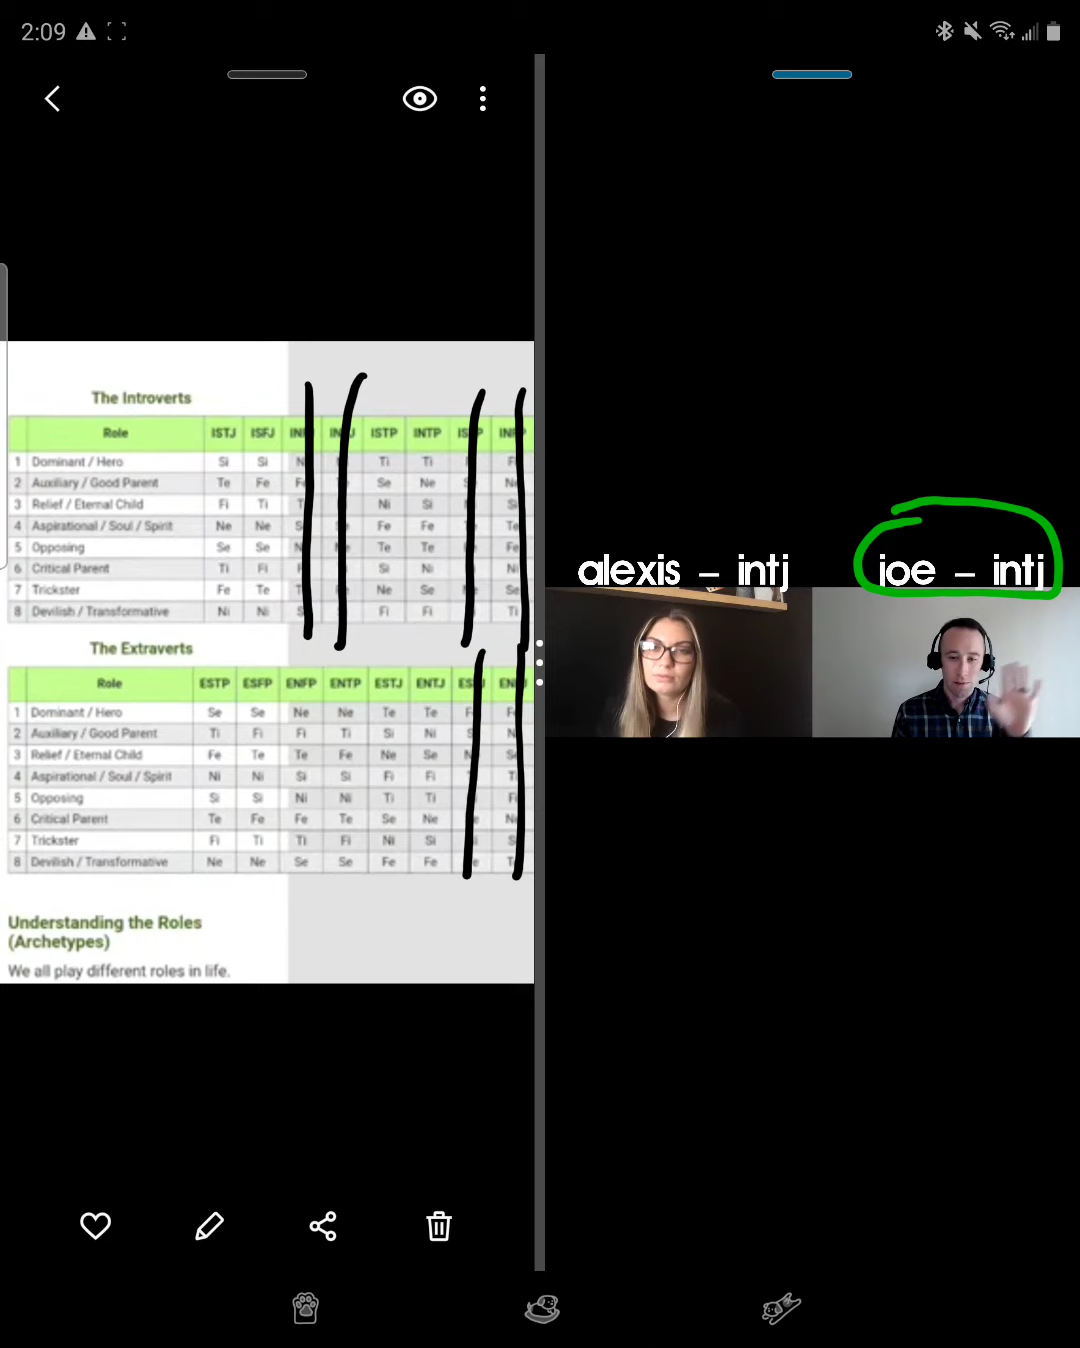 2:09
The Introverts
Role ISTJ ISFJ ISTP INTP
1 Dominant / Hero Si Si Ti Ti
2 Auxiliary / Good Parent Te Fe Se Ne
3 Relief / Eternal Child Fi Ti Ni Si
4 Aspirational / Soul / Spirit Ne Ne Fe Fe Te
5 Opposing Se Se Te Te Fe
6 Critical Parent Ti Fi Si Ni Ni
7 Trickster Fe Te Ne Se Se
8 Devilish / Transformative Ni Ni Fi Fi Ti
The Extraverts
Role ESTP ESFP ENFP ENTP ESTJ ENTJ
1 Dominant / Hero Se Se Ne Ne Te Te
2 Auxiliary / Good Parent Ti Fi Fi Ti Si Ni
3 Relief / Eternal Child Fe Te Te Fe Ne Se
4 Aspirational / Soul / Spirit Ni Ni Si Si Fi Fi
5 Opposing Si Si Ni Ni Ti Ti
6 Critical Parent Te Fe Fe Te Se Ne
7 Trickster Fi Ti Ti Fi Ni Si
8 Devilish / Transformative Ne Ne Se Se Fe Fe
Understanding the Roles
(Archetypes)
We all play different roles in life.
alexis – intj
joe – intj